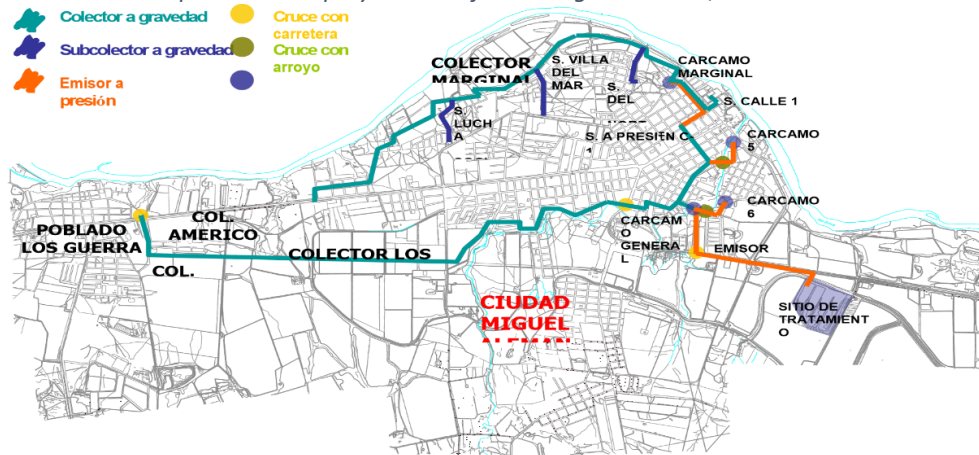 Colector a gravedad
Cruce con
carretera
Subcolector a gravedad
Cruce con
arroyo
Emisor a
presión
COLECTOR
MARGINAL
S. VILLA
DEL
MAR
S.
DEL
CARCAMO
MARGINAL
S. CALLE 1
S.
LUCH
A
S. A PRESIÉN C-
1
CARCAMO
5
CARCAMO
6
POBLADO
LOS GUERRA
COL.
AMERICO
COL.
COLECTOR LOS
CARCAM
O
GENERA
L
EMISOR
CIUDAD
MIGUEL
ALEMAN
SITIO DE
TRATAMIENT
O